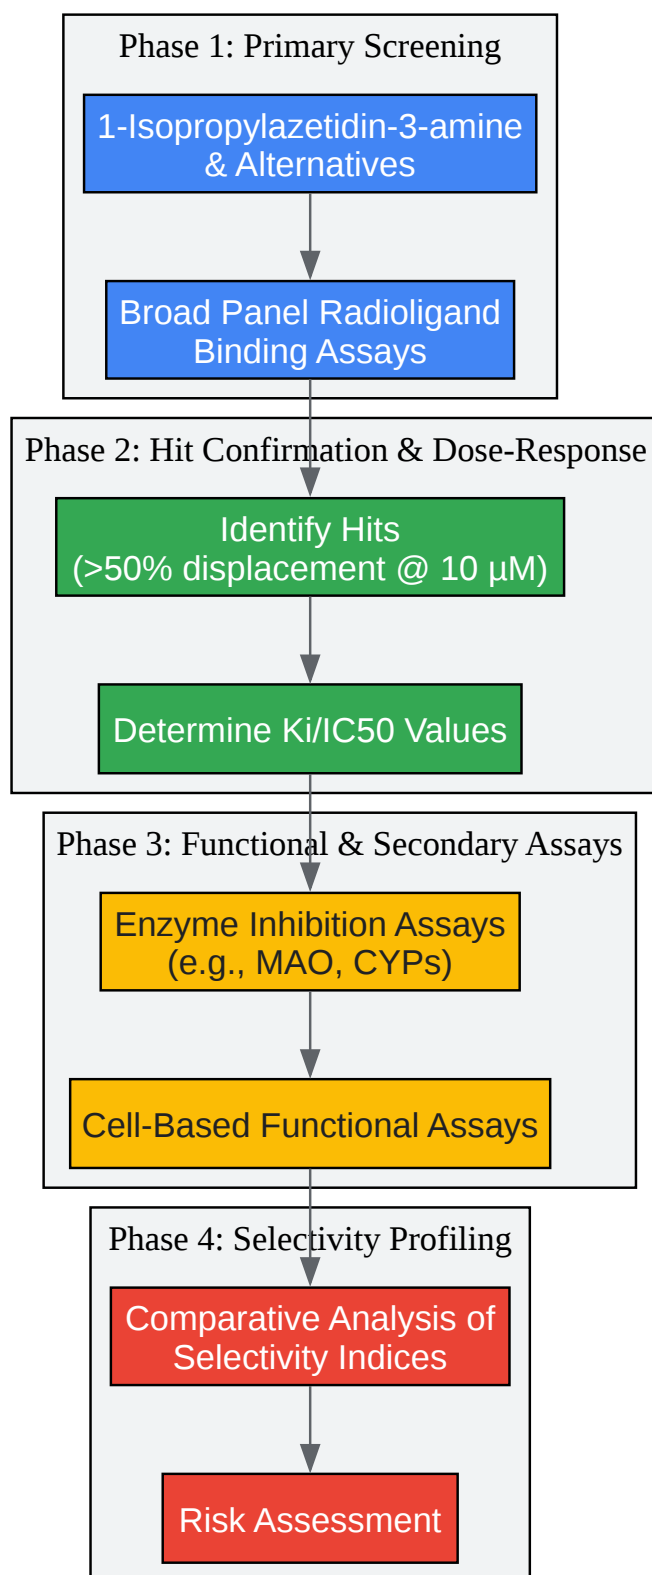 Phase 1: Primary Screening
1-Isopropylazetidin-3-amine
& Alternatives
Broad Panel Radioligand
Binding Assays
Phase 2: Hit Confirmation & Dose-Response
Identify Hits
(>50% displacement @ 10 µM)
Determine Ki/IC50 Values
Phase 3: Functional & Secondary Assays
Enzyme Inhibition Assays
(e.g., MAO, CYPs)
Cell-Based Functional Assays
Phase 4: Selectivity Profiling
Comparative Analysis of
Selectivity Indices
Risk Assessment